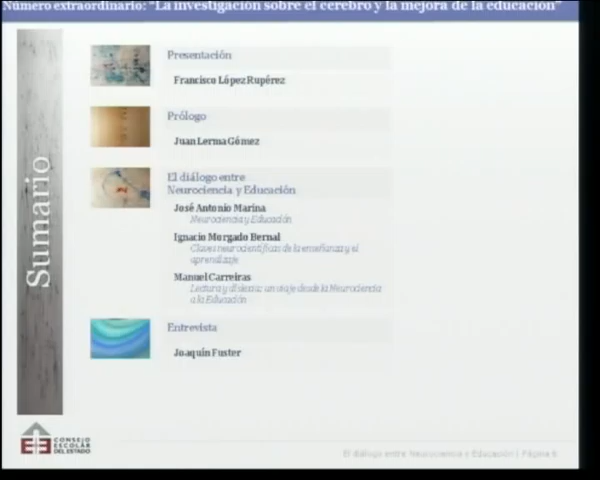 Número extraordinario: "La investigación sobre el cerebro y la mejora de la educación"
Sumario
Presentación
Francisco López Rupérez
Prólogo
Juan Lerma Gómez
El diálogo entre
Neurociencia y Educación
José Antonio Marina
Neurociencia y Educación
Ignacio Morgado Bernal
Claves neurocientíficas de la enseñanza y el
aprendizaje
Manuel Carreiras
Lectura y dislexia: un viaje desde la Neurociencia
a la Educación
Entrevista
Joaquín Fuster
CONSEJO
ESCOLAR
DEL ESTADO
El diálogo entre Neurociencia y Educación | Página 6